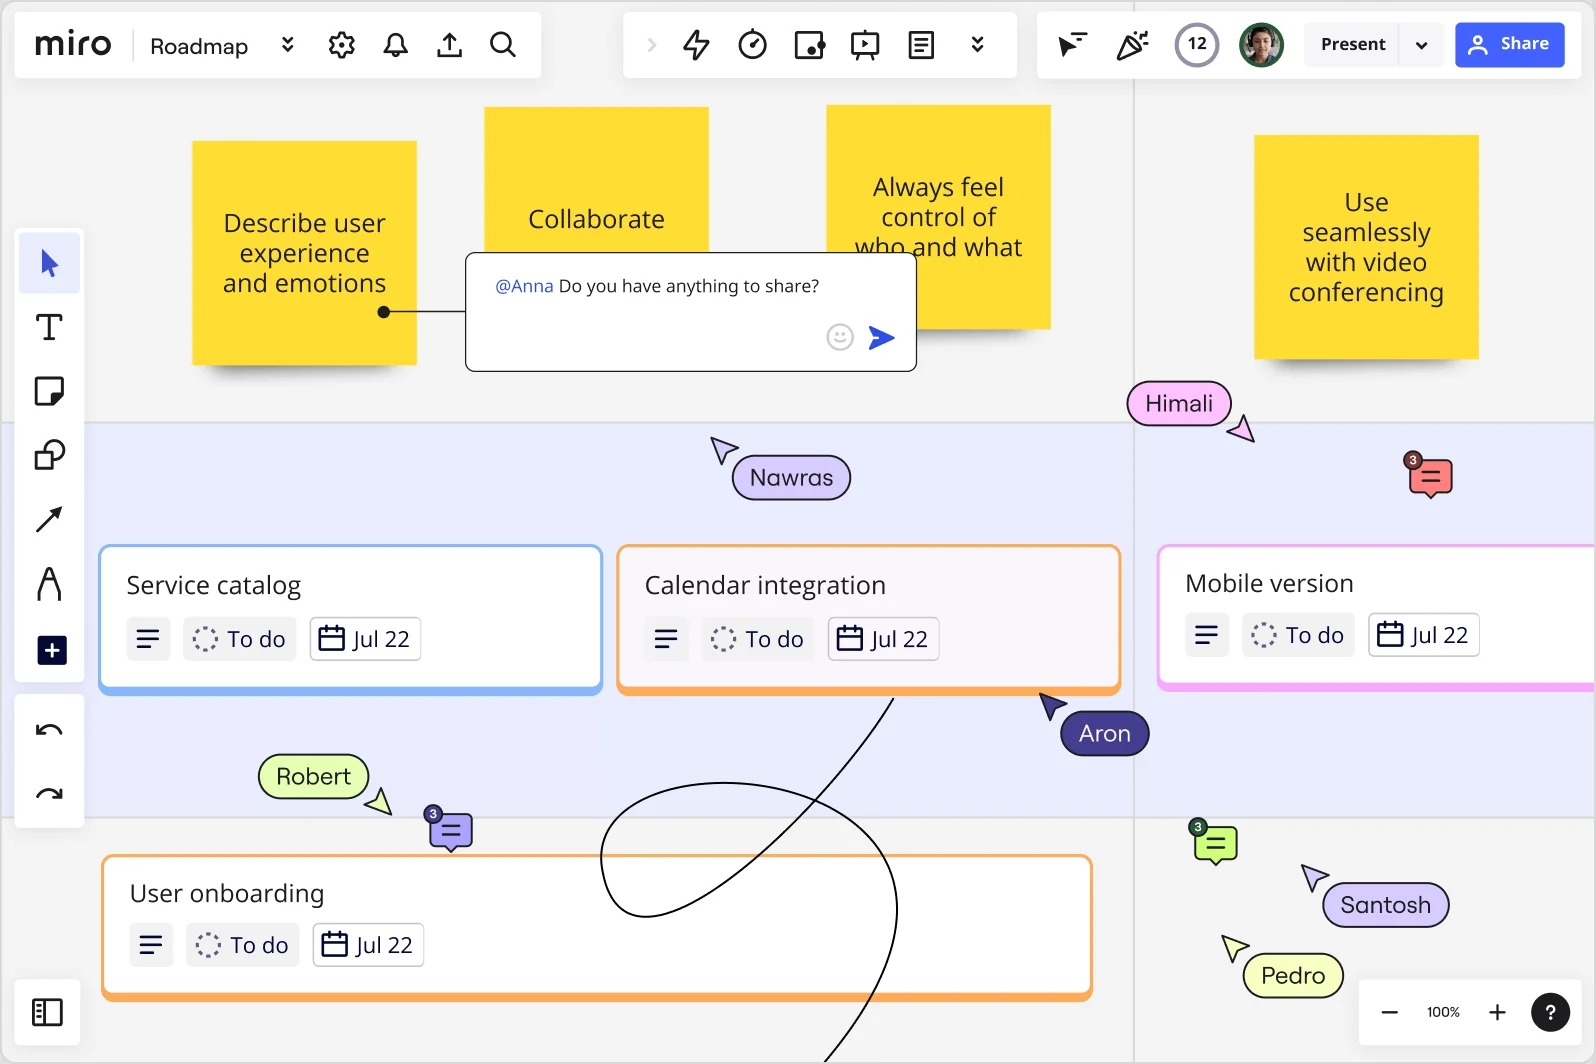 miro
Roadmap
12
Present
Share
Describe user
experience
and emotions
Collaborate
Always feel
control of
who and what
Use
seamlessly
with video
conferencing
@Anna Do you have anything to share?
Himali
Nawras
3
Service catalog
To do
Jul 22
Calendar integration
To do
Jul 22
Mobile version
To do
Jul 22
Aron
Robert
3
3
User onboarding
To do
Jul 22
Santosh
Pedro
100%
?